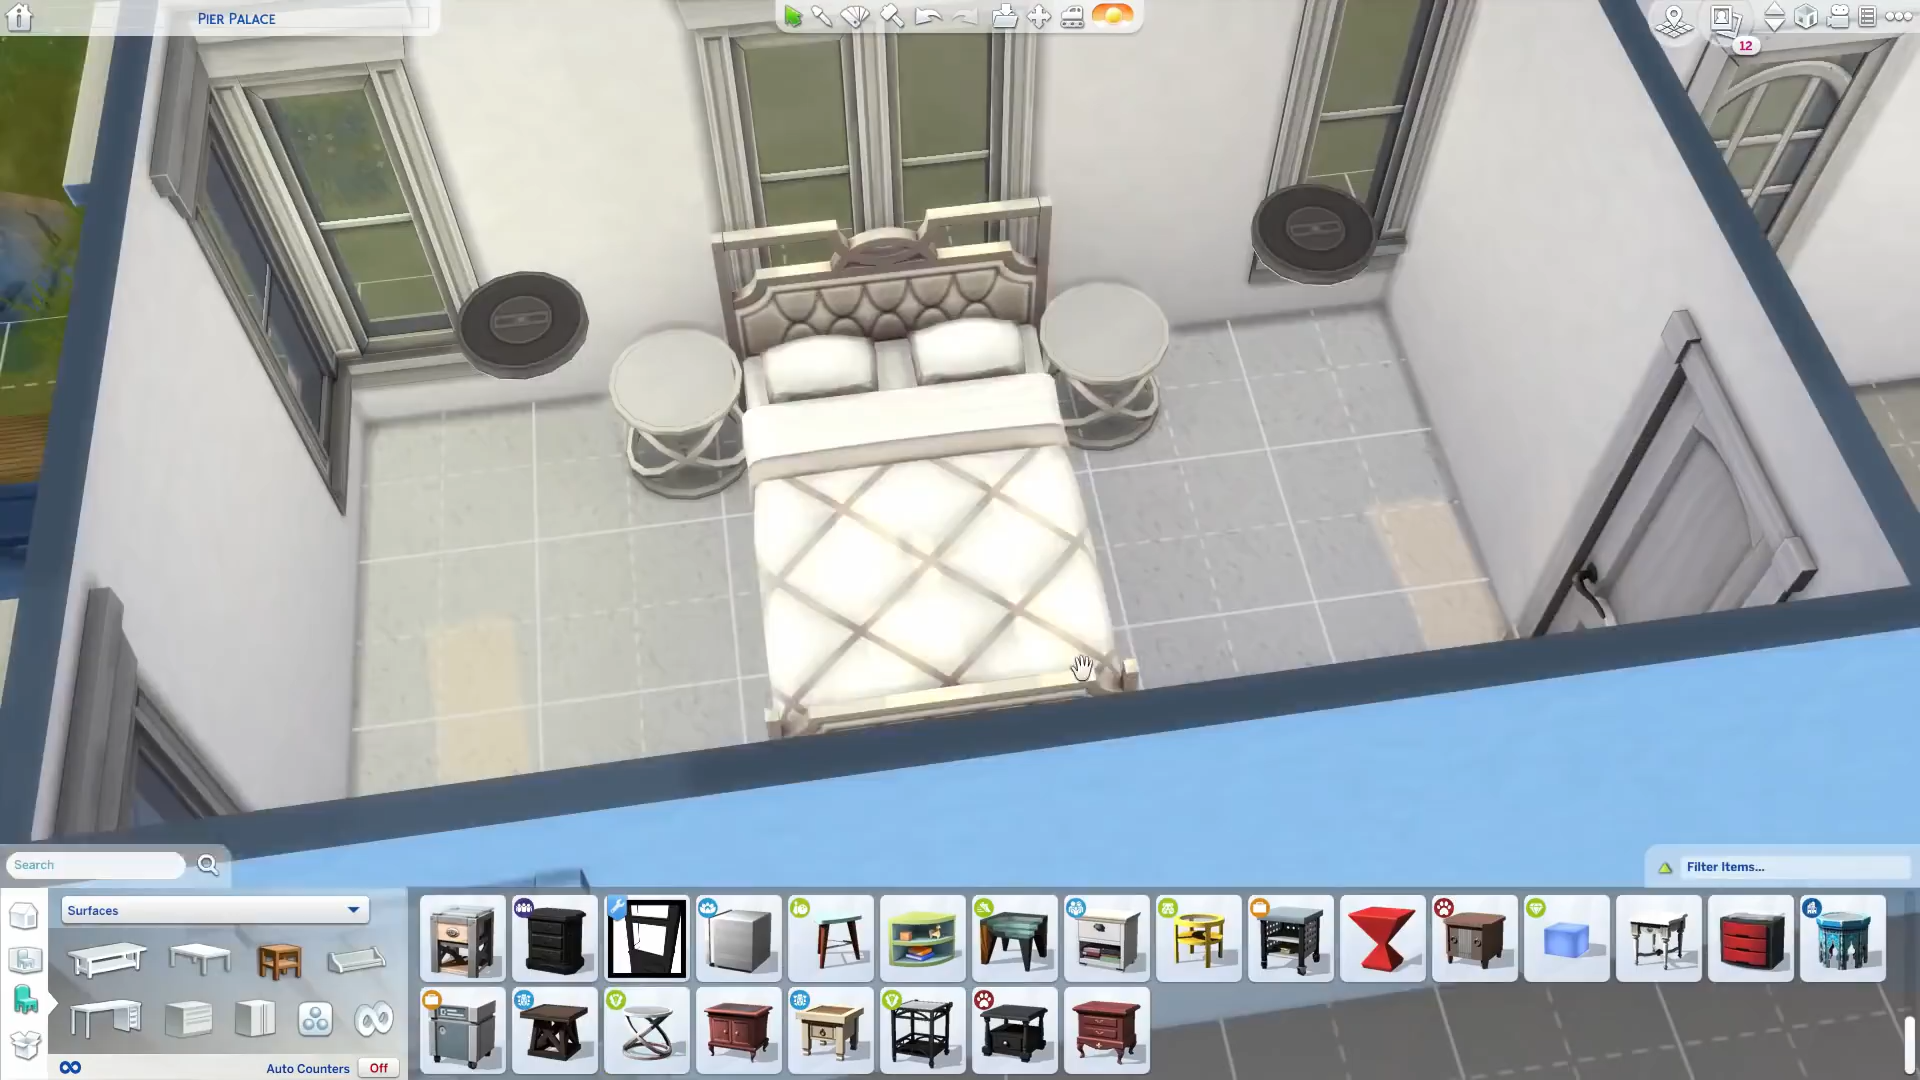 PIER PALACE
12
Search
Filter Items...
Surfaces
Auto Counters
Off